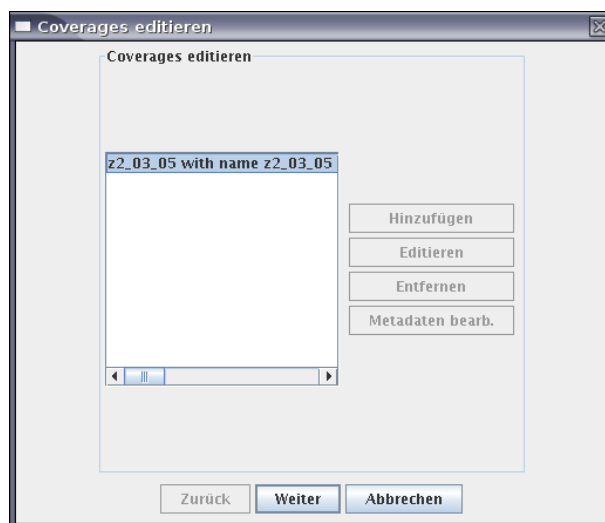 Coverages editieren
Coverages editieren
z2_03_05 with name z2_03_05
Hinzufügen
Editieren
Entfernen
Metadaten bearb.
Zurück Weiter Abbrechen